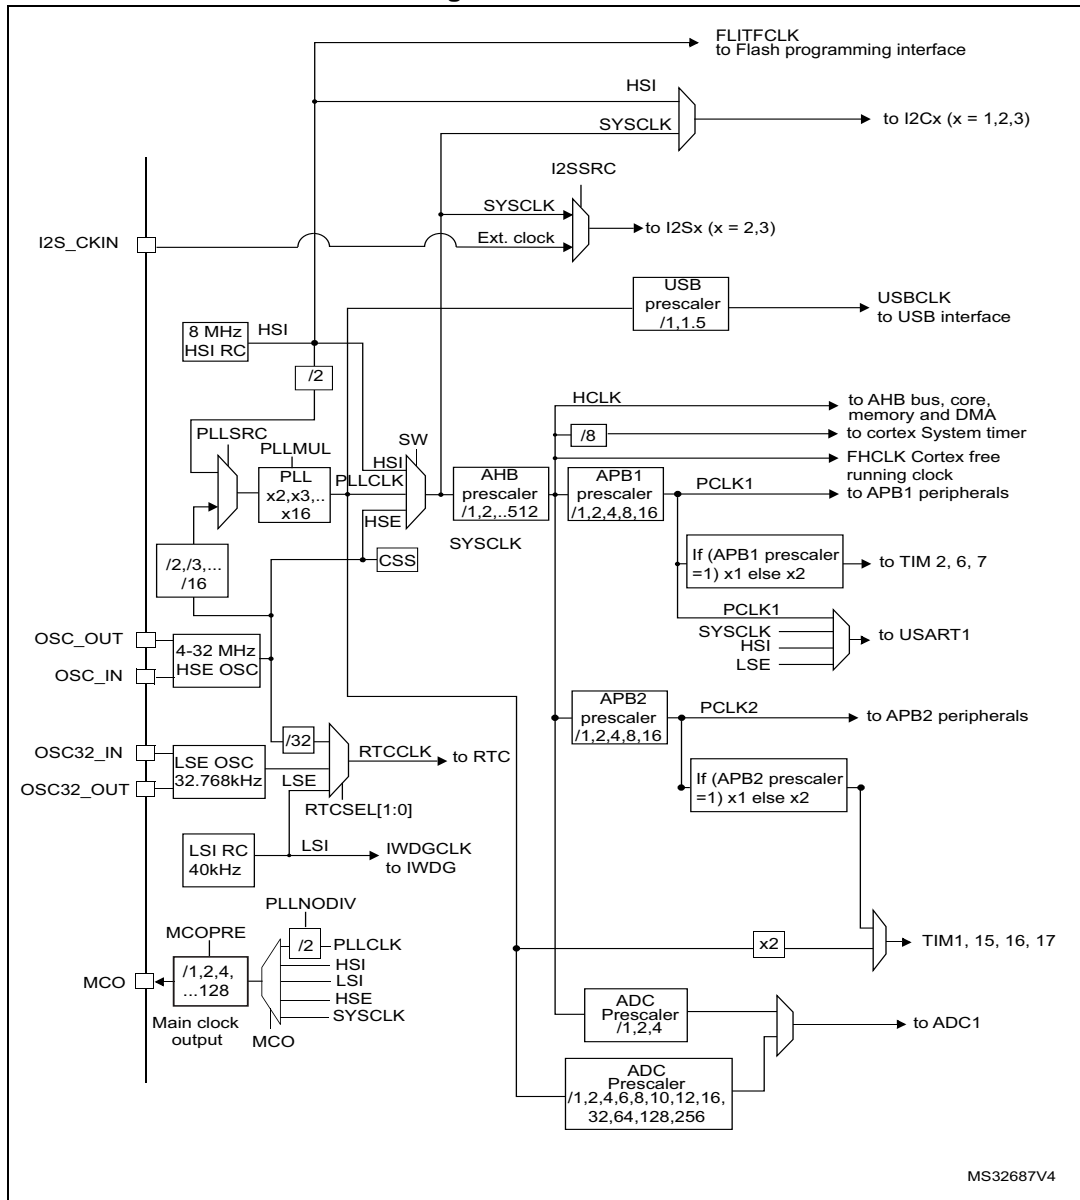 FLITFCLK
to Flash programming interface
HSI
to I2Cx (x = 1,2,3)
SYSCLK
I2SSRC
SYSCLK
to I2Sx (x = 2,3)
I2S_CKIN
Ext. clock
USB
prescaler
/1,1.5
USBCLK
to USB interface
8 MHz
HSI RC
HSI
/2
HCLK
to AHB bus, core,
memory and DMA
/8
to cortex System timer
FHCLK Cortex free
running clock
PLLSRC
PLLMUL
PLL
x2,x3,..
x16
SW
HSI
PLLCLK
HSE
AHB
prescaler
/1,2,..512
SYSCLK
APB1
prescaler
/1,2,4,8,16
PCLK1
to APB1 peripherals
/2,/3,...
/16
CSS
If (APB1 prescaler
=1) x1 else x2
to TIM 2, 6, 7
PCLK1
SYSCLK
HSI
LSE
to USART1
OSC_OUT
OSC_IN
4-32 MHz
HSE OSC
APB2
prescaler
/1,2,4,8,16
PCLK2
to APB2 peripherals
OSC32_IN
OSC32_OUT
LSE OSC
32.768kHz
/32
RTCCLK
to RTC
LSE
RTCSEL[1:0]
If (APB2 prescaler
=1) x1 else x2
LSI RC
40kHz
LSI
IWDGCLK
to IWDG
PLLNODIV
MCOPRE
/2
PLLCLK
HSI
LSI
HSE
SYSCLK
MCO
/1,2,4,
...128
Main clock
output
MCO
x2
TIM1, 15, 16, 17
ADC
Prescaler
/1,2,4
to ADC1
ADC
Prescaler
/1,2,4,6,8,10,12,16,
32,64,128,256
MS32687V4